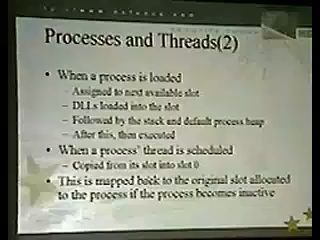 Processes and Threads(2)
• When a process is loaded
– Assigned to next available slot
– DLLs loaded into the slot
– Followed by the stack and default process heap
– After this, then executed
• When a process' thread is scheduled
– Copied from its slot into slot 0
• This is mapped back to the original slot allocated
to the process if the process becomes inactive